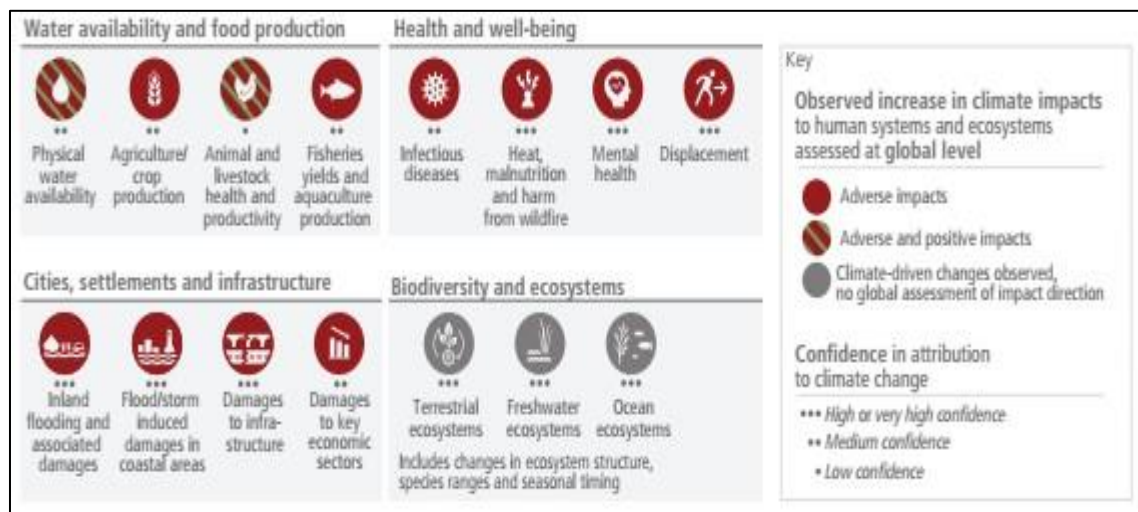 Water availability and food production
Physical
water
availability
Agriculture/
crop
production
Animal and
livestock
health and
productivity
Fisheries
yields and
aquaculture
production
Health and well-being
Infectious
diseases
Heat,
malnutrition
and harm
from wildfire
Mental
health
Displacement
Cities, settlements and infrastructure
Inland
flooding and
associated
damages
Flood/storm
induced
damages in
coastal areas
Damages
to infra-
structure
Damages
to key
economic
sectors
Biodiversity and ecosystems
Terrestrial
ecosystems
Freshwater
ecosystems
Ocean
ecosystems
Includes changes in ecosystem structure,
species ranges and seasonal timing
Key
Observed increase in climate impacts
to human systems and ecosystems
assessed at global level
Adverse impacts
Adverse and positive impacts
Climate-driven changes observed,
no global assessment of impact direction
Confidence in attribution
to climate change
••• High or very high confidence
•• Medium confidence
• Low confidence